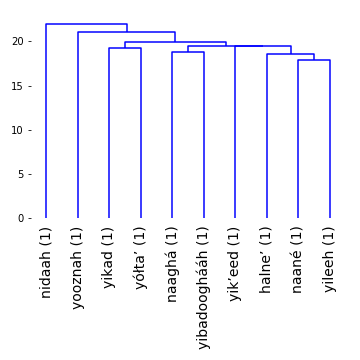 20
15
10
5
0
nidaah (1)
yooznah (1)
yikad (1)
yółta’ (1)
naaghá (1)
yibadooghááh (1)
yik’eed (1)
halne’ (1)
naané (1)
yileeh (1)